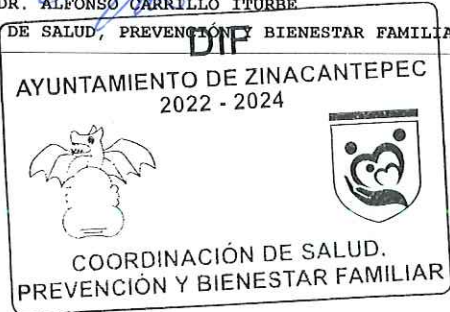 DR. ALFONSO CARRILLO ITURBE
DE SALUD, PREVENCIÓN Y BIENESTAR FAMILIA
DIF
AYUNTAMIENTO DE ZINACANTEPEC
2022 - 2024
COORDINACIÓN DE SALUD.
PREVENCIÓN Y BIENESTAR FAMILIAR